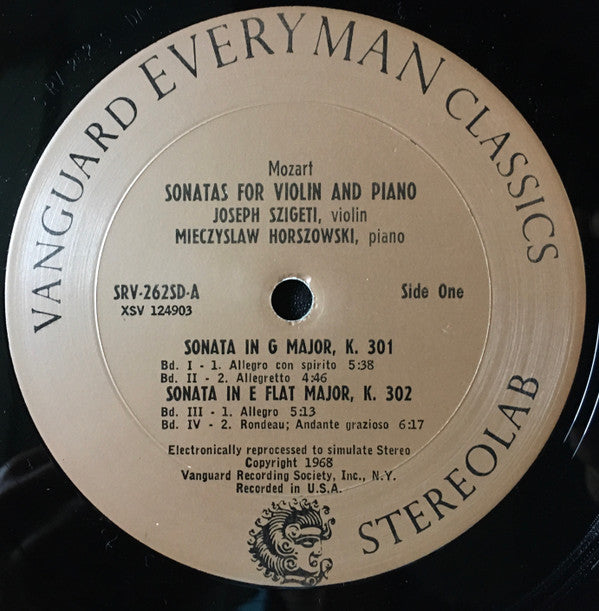 VANGUARD EVERYMAN CLASSICS
Mozart
SONATAS FOR VIOLIN AND PIANO
JOSEPH SZIGETI, violin
MIECZYSLAW HORSZOWSKI, piano
SRV-262SD-A Side One
XSV 124903
SONATA IN G MAJOR, K. 301
Bd. I - 1. Allegro con spirito 5:38
Bd. II - 2. Allegretto 4:46
SONATA IN E FLAT MAJOR, K. 302
Bd. III - 1. Allegro 5:13
Bd. IV - 2. Rondeau; Andante grazioso 6:17
Electronically reprocessed to simulate Stereo
Copyright 1968
Vanguard Recording Society, Inc., N.Y.
Recorded in U.S.A.
STEREOLAB